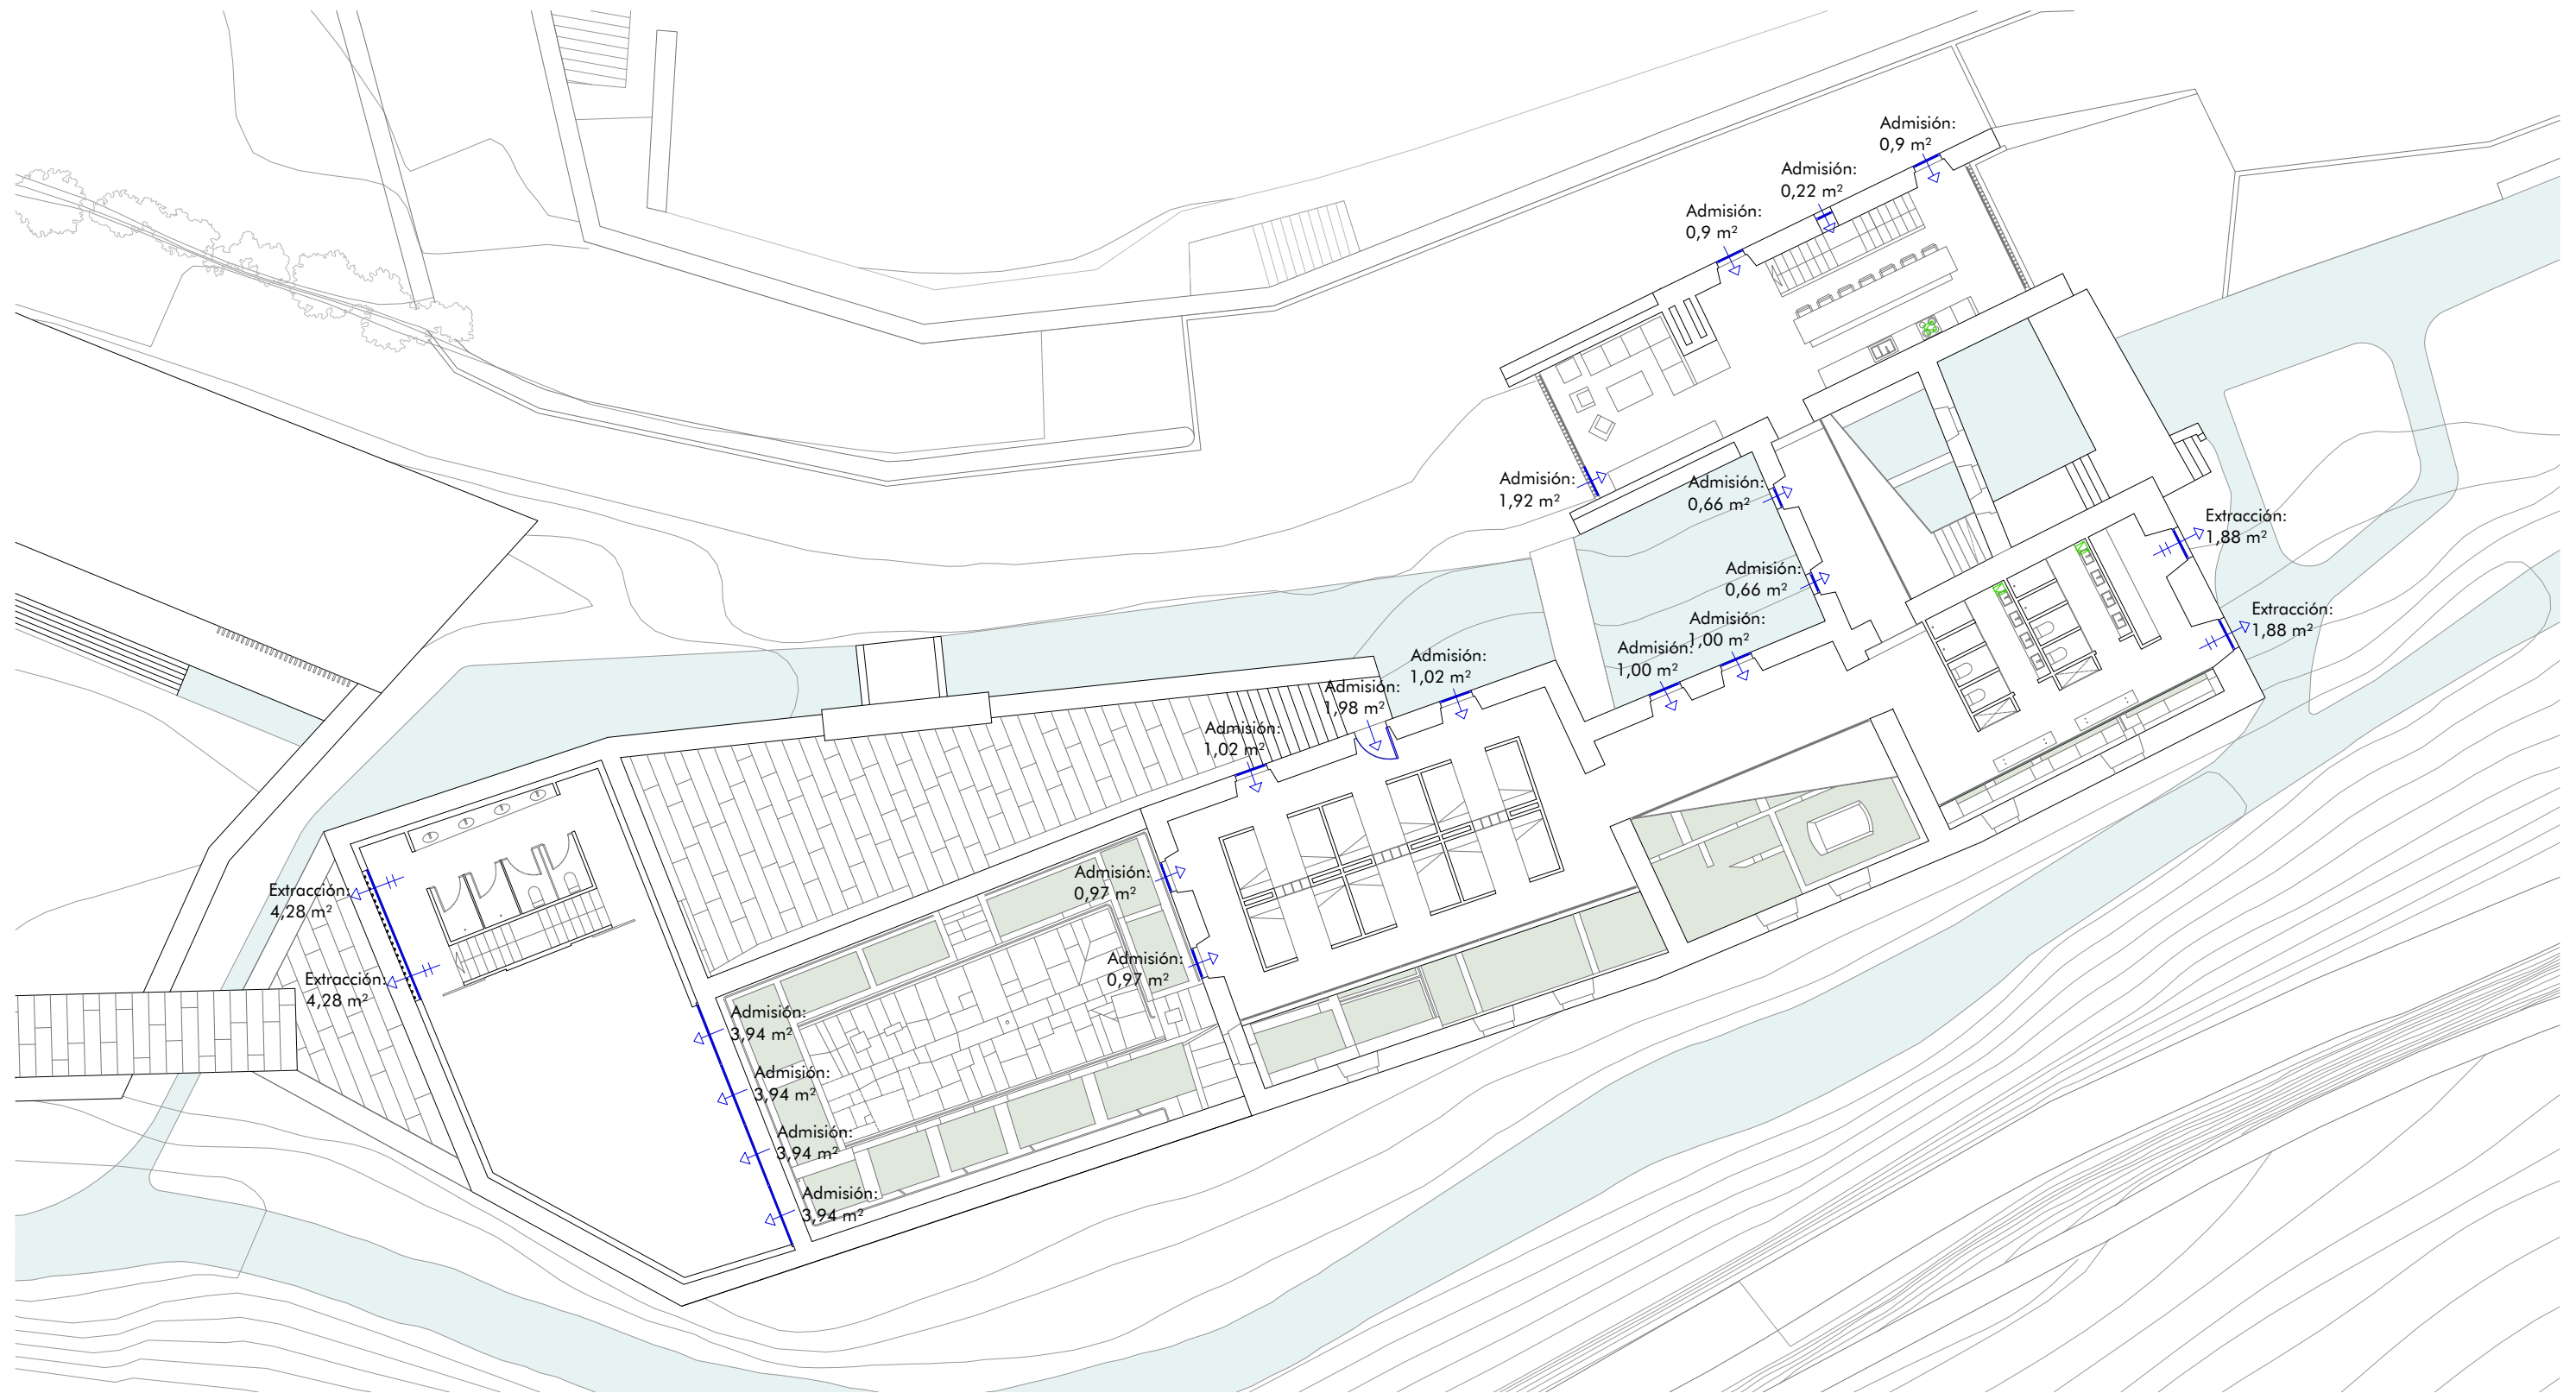 Admisión:
0,9 m²
Admisión:
0,22 m²
Admisión:
0,9 m²
Admisión:
1,92 m²
Admisión:
0,66 m²
Extracción:
1,88 m²
Admisión:
0,66 m²
Extracción:
1,88 m²
Admisión:
1,00 m²
Admisión:
1,00 m²
Admisión:
1,02 m²
Admisión:
1,98 m²
Admisión:
1,02 m²
Admisión:
0,97 m²
Extracción:
4,28 m²
Admisión:
0,97 m²
Extracción:
4,28 m²
Admisión:
3,94 m²
Admisión:
3,94 m²
Admisión:
3,94 m²
Admisión:
3,94 m²